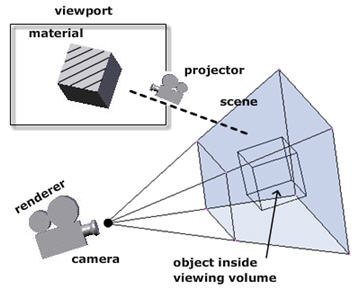 viewport
material
projector
scene
renderer
camera
object inside
viewing volume